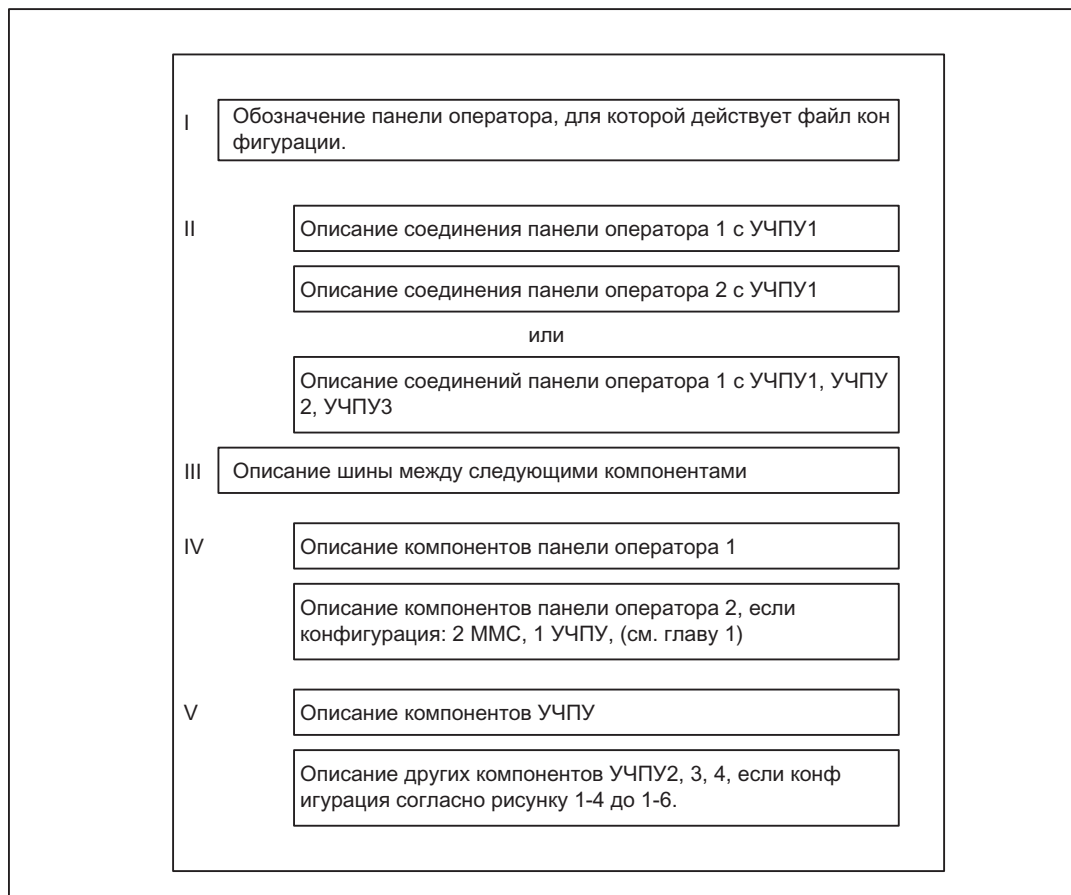 I
Обозначение панели оператора, для которой действует файл кон
фигурации.
II
Описание соединения панели оператора 1 с УЧПУ1
Описание соединения панели оператора 2 с УЧПУ1
или
Описание соединений панели оператора 1 с УЧПУ1, УЧПУ
2, УЧПУ3
III
Описание шины между следующими компонентами
IV
Описание компонентов панели оператора 1
Описание компонентов панели оператора 2, если
конфигурация: 2 ММС, 1 УЧПУ, (см. главу 1)
V
Описание компонентов УЧПУ
Описание других компонентов УЧПУ2, 3, 4, если конф
игурация согласно рисунку 1-4 до 1-6.